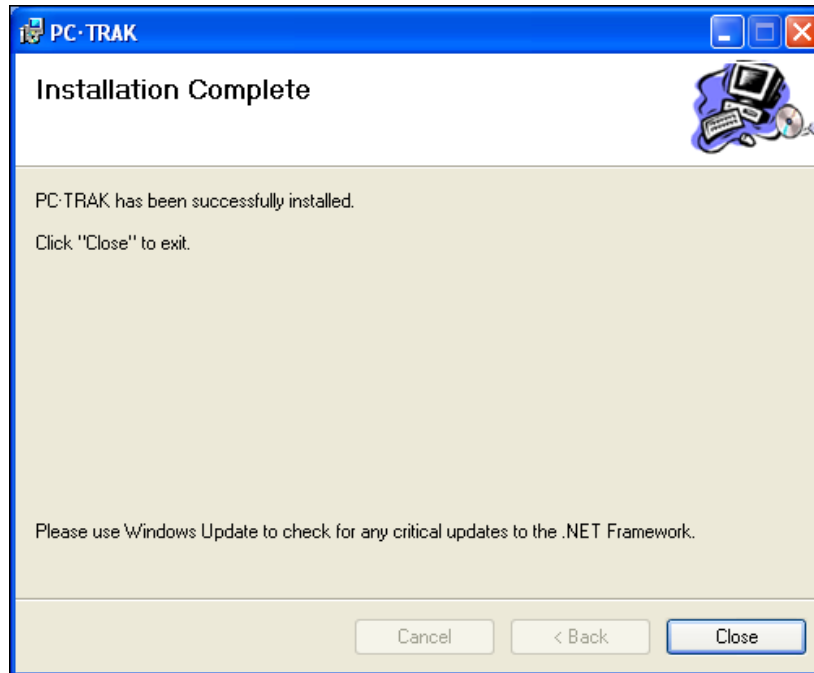 PC·TRAK
Installation Complete
PC·TRAK has been successfully installed.
Click "Close" to exit.
Please use Windows Update to check for any critical updates to the .NET Framework.
Cancel < Back Close